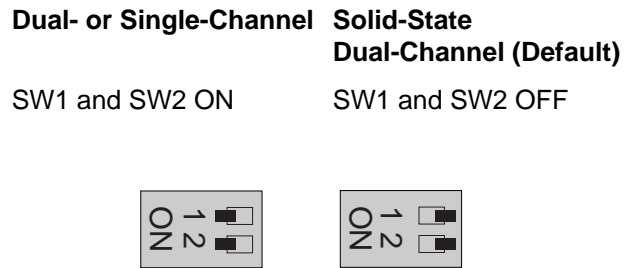 Dual- or Single-Channel
Solid-State
Dual-Channel (Default)
SW1 and SW2 ON
SW1 and SW2 OFF
1 2
ON
1 2
ON